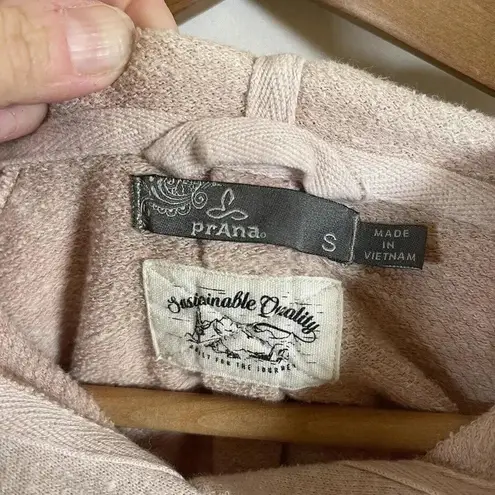 prAna
S
MADE
IN
VIETNAM
Sustainable Quality
BUILT FOR THE JOURNEY